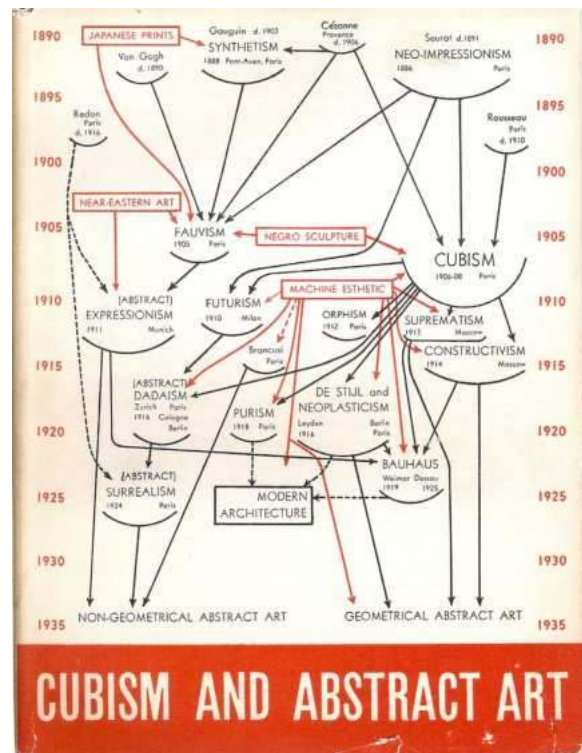 1890
JAPANESE PRINTS
Gauguin d. 1903
SYNTHETISM
1888 Pont-Aven, Paris
Cézanne
Provence
d. 1906
Seurat d. 1891
NEO-IMPRESSIONISM
1886 Paris
1890
Van Gogh
d. 1890
1895
Redon
Paris
d. 1916
1895
Rousseau
Paris
d. 1910
1900
1900
NEAR-EASTERN ART
1905
FAUVISM
1905 Paris
NEGRO SCULPTURE
CUBISM
1906-08 Paris
1905
1910
(ABSTRACT)
EXPRESSIONISM
1911 Munich
FUTURISM
1910 Milan
MACHINE ESTHETIC
ORPHISM
1912 Paris
SUPREMATISM
1913 Moscow
1910
CONSTRUCTIVISM
1914 Moscow
1915
Brancusi
Paris
1915
(ABSTRACT)
DADAISM
Zurich Paris
1916 Cologne
Berlin
PURISM
1918 Paris
DE STIJL and
NEOPLASTICISM
Leyden Berlin
1916 Paris
1920
1920
BAUHAUS
Weimar Dessau
1919 1925
(ABSTRACT)
SURREALISM
1924 Paris
1925
MODERN
ARCHITECTURE
1925
1930
1930
NON-GEOMETRICAL ABSTRACT ART
GEOMETRICAL ABSTRACT ART
1935
1935
CUBISM AND ABSTRACT ART